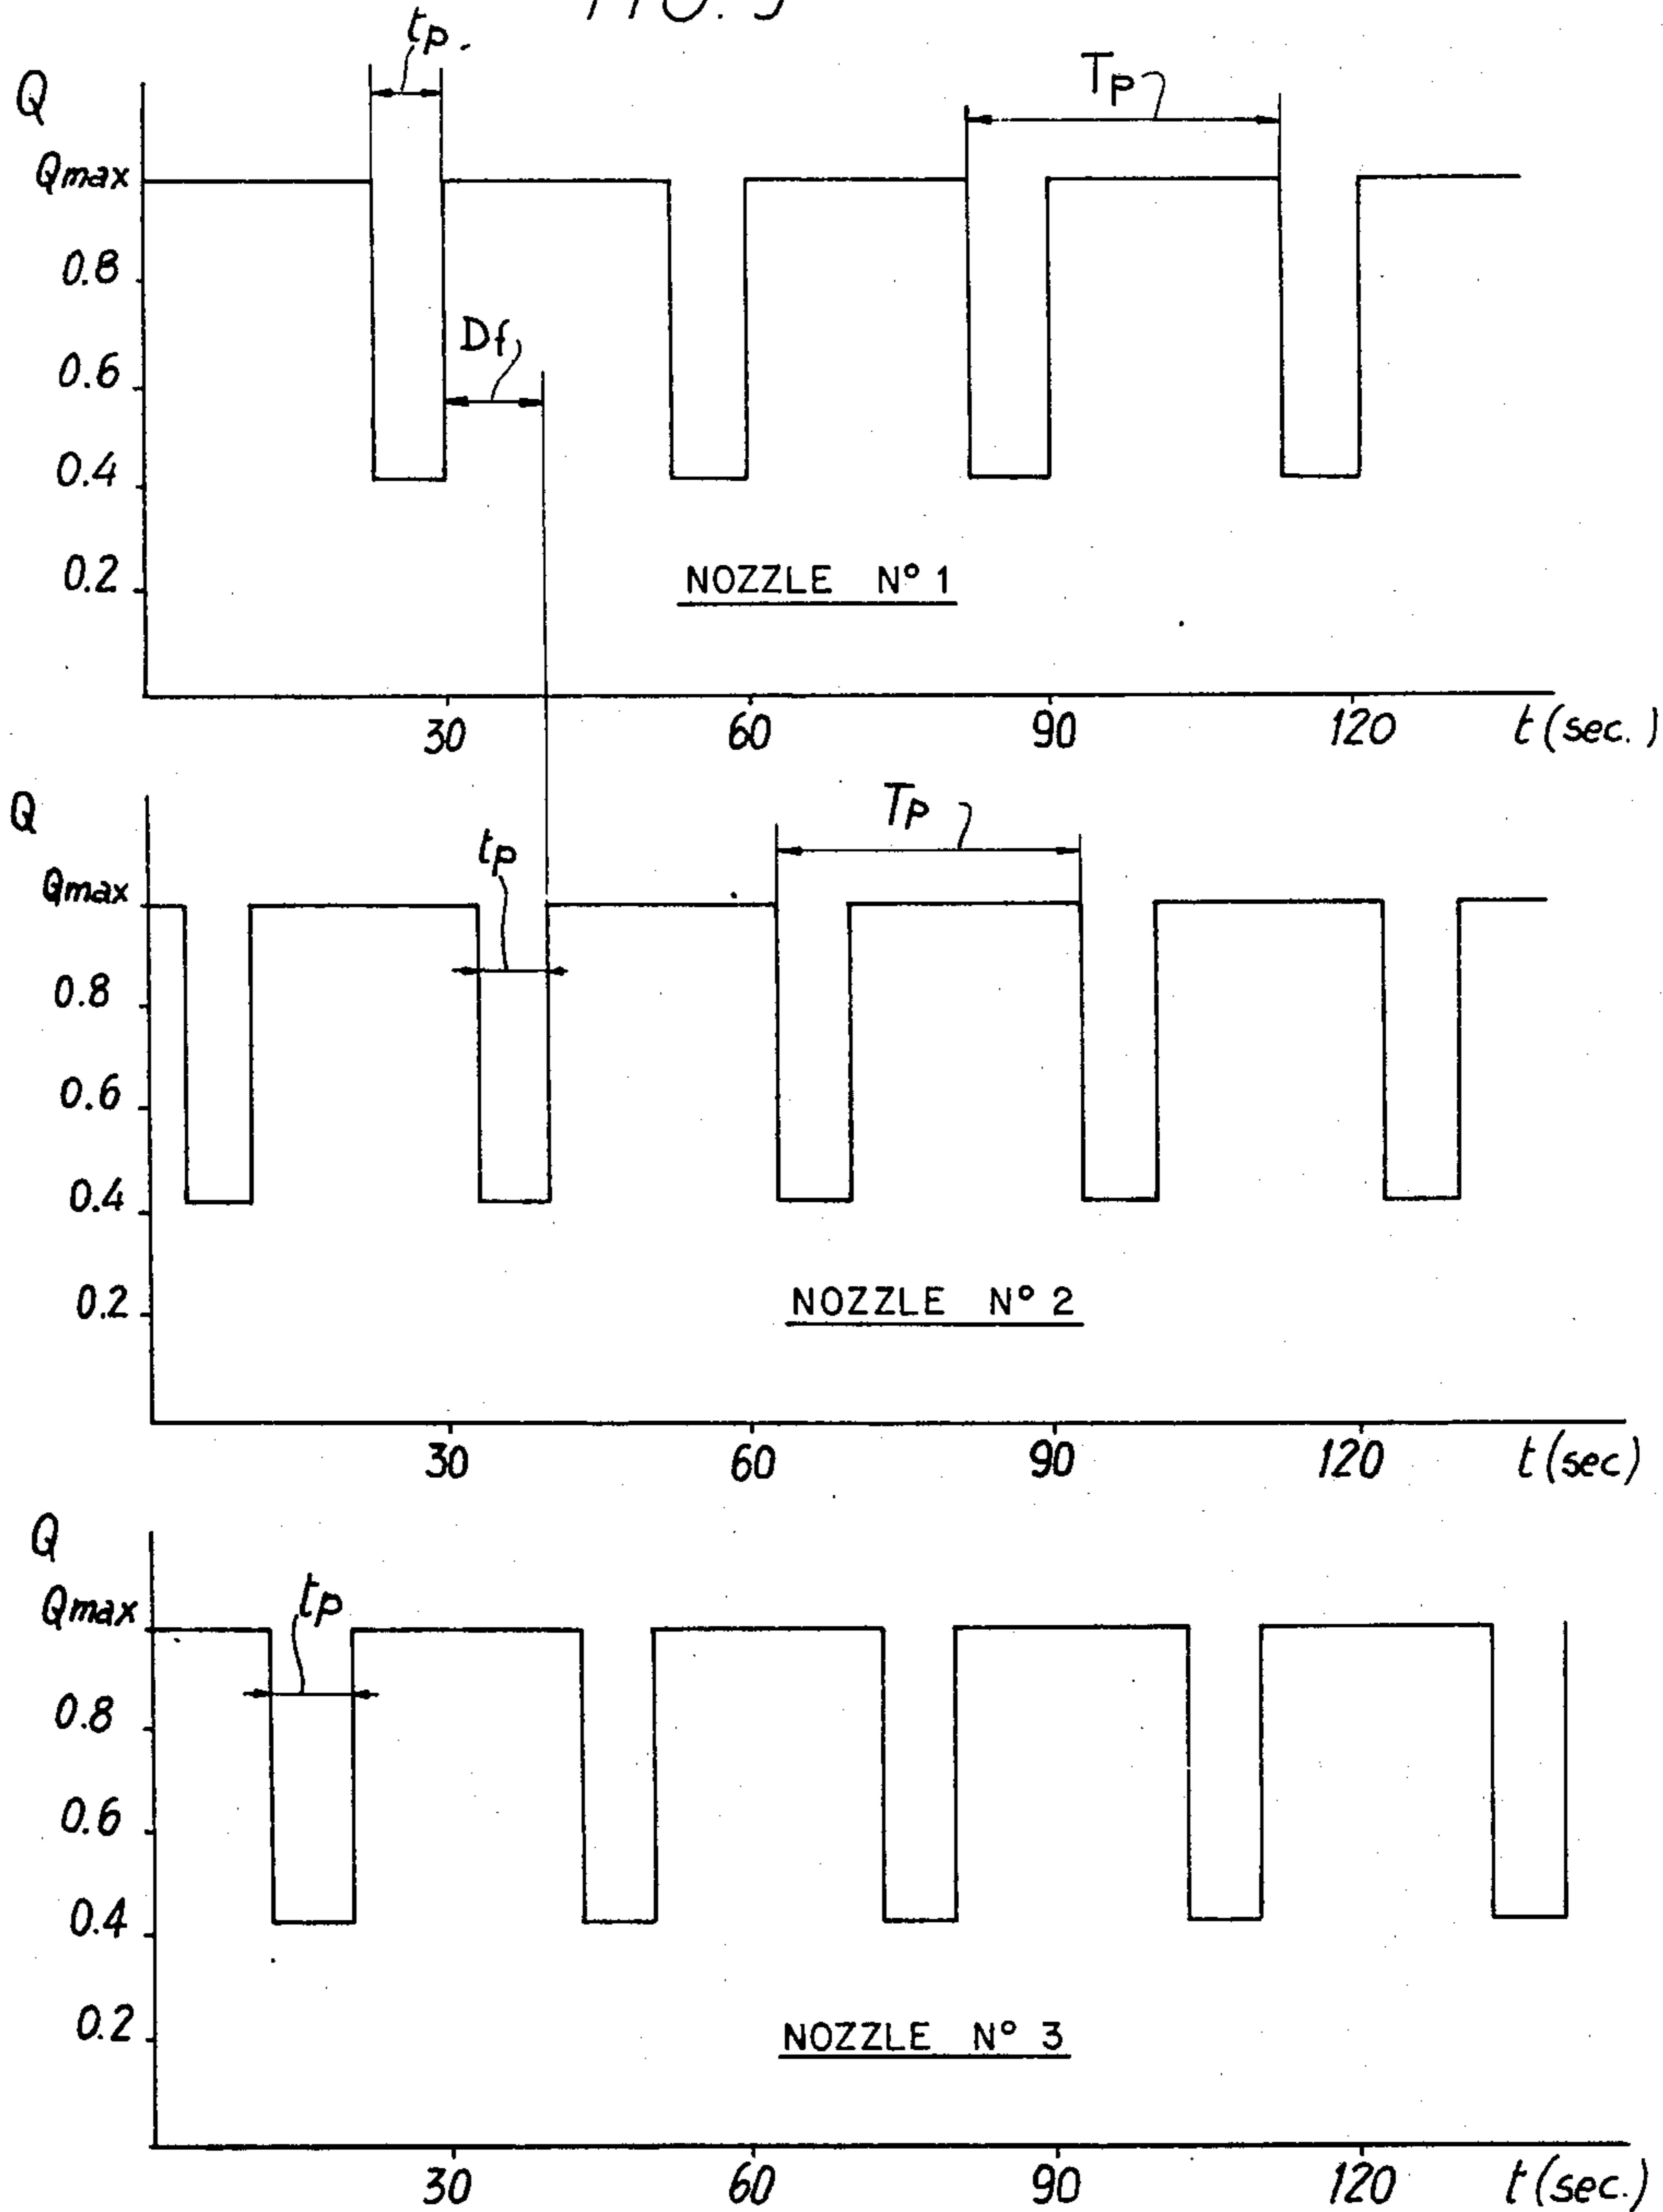 FIG. 5
tp.
Tp
Q
Qmax
0.8
Df
0.6
0.4
0.2
NOZZLE N° 1
30 60 90 120 t (sec.)
Q
Tp
tp
Qmax
0.8
0.6
0.4
0.2
NOZZLE N° 2
30 60 90 120 t (sec)
Q
Qmax
tp
0.8
0.6
0.4
0.2
NOZZLE N° 3
30 60 90 120 t (sec.)